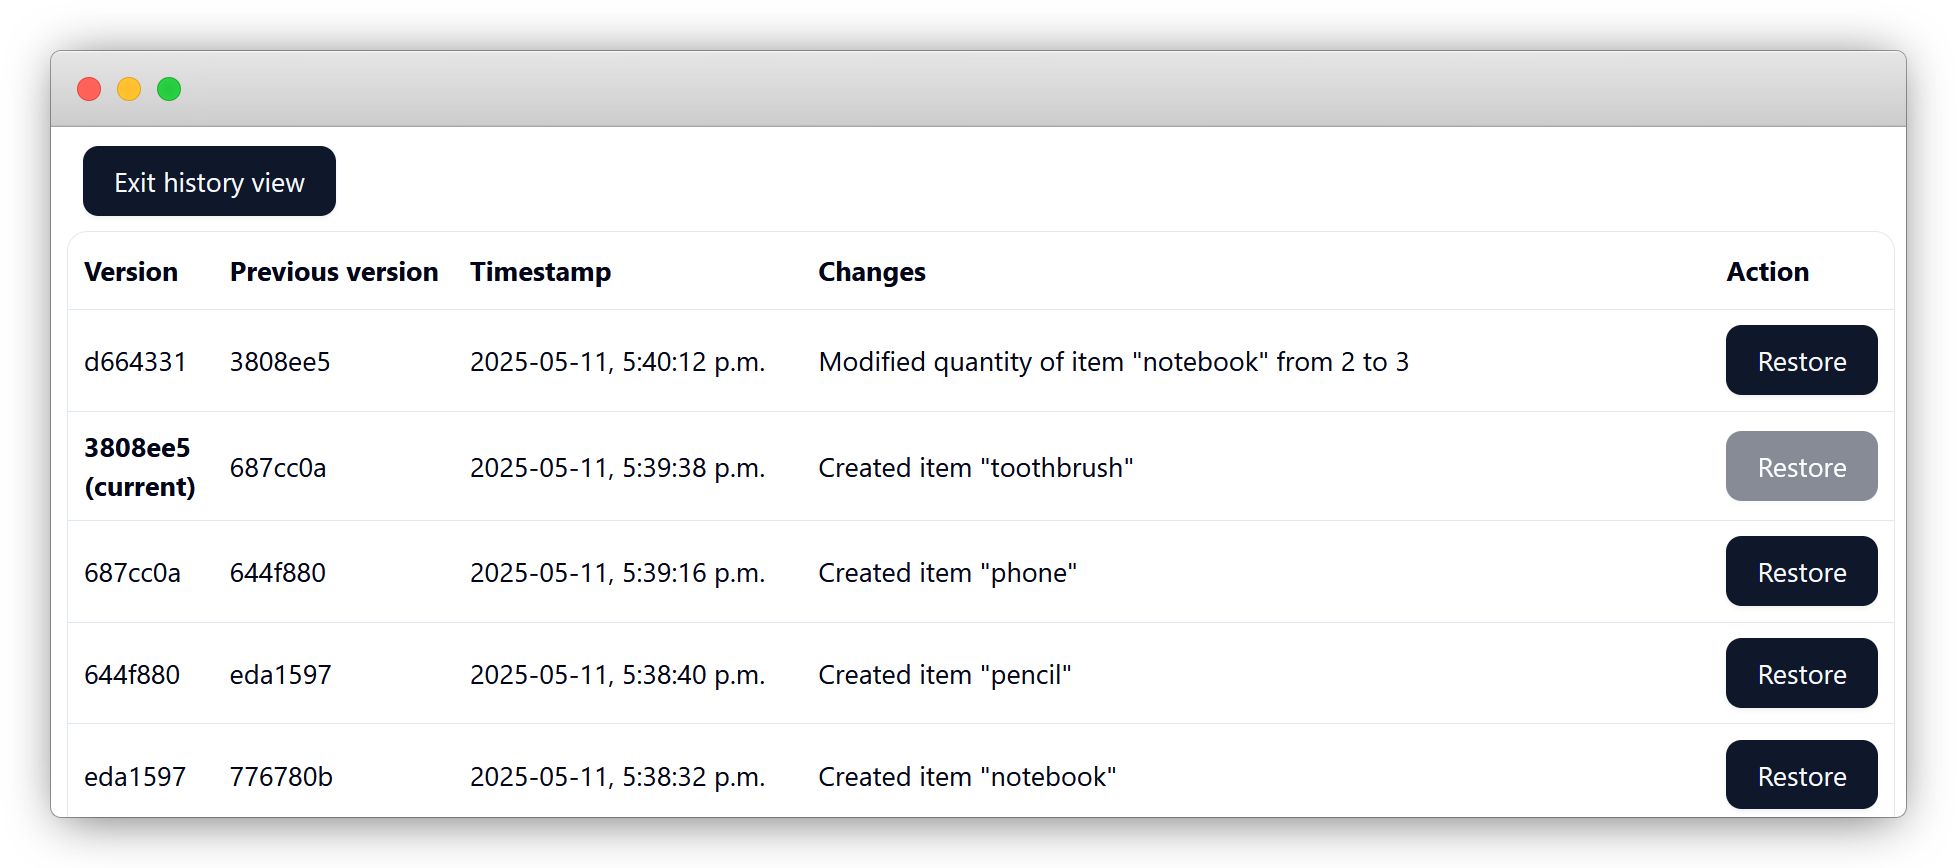 Exit history view
Version Previous version Timestamp Changes Action
d664331 3808ee5 2025-05-11, 5:40:12 p.m. Modified quantity of item "notebook" from 2 to 3 Restore
3808ee5
(current) 687cc0a 2025-05-11, 5:39:38 p.m. Created item "toothbrush" Restore
687cc0a 644f880 2025-05-11, 5:39:16 p.m. Created item "phone" Restore
644f880 eda1597 2025-05-11, 5:38:40 p.m. Created item "pencil" Restore
eda1597 776780b 2025-05-11, 5:38:32 p.m. Created item "notebook" Restore